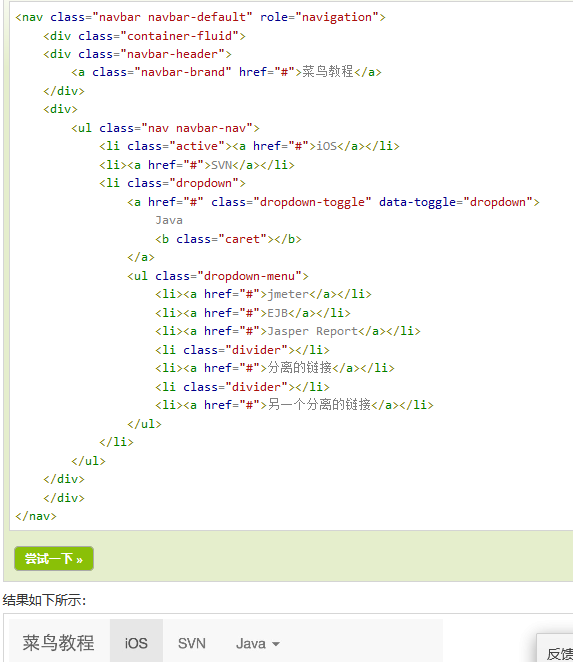 <nav class="navbar navbar-default" role="navigation">
    <div class="container-fluid">
    <div class="navbar-header">
        <a class="navbar-brand" href="#">菜鸟教程</a>
    </div>
    <div>
        <ul class="nav navbar-nav">
            <li class="active"><a href="#">iOS</a></li>
            <li><a href="#">SVN</a></li>
            <li class="dropdown">
                <a href="#" class="dropdown-toggle" data-toggle="dropdown">
                    Java
                    <b class="caret"></b>
                </a>
                <ul class="dropdown-menu">
                    <li><a href="#">jmeter</a></li>
                    <li><a href="#">EJB</a></li>
                    <li><a href="#">Jasper Report</a></li>
                    <li class="divider"></li>
                    <li><a href="#">分离的链接</a></li>
                    <li class="divider"></li>
                    <li><a href="#">另一个分离的链接</a></li>
                </ul>
            </li>
        </ul>
    </div>
    </div>
</nav>
尝试一下 »
结果如下所示:
菜鸟教程 iOS SVN Java
反馈